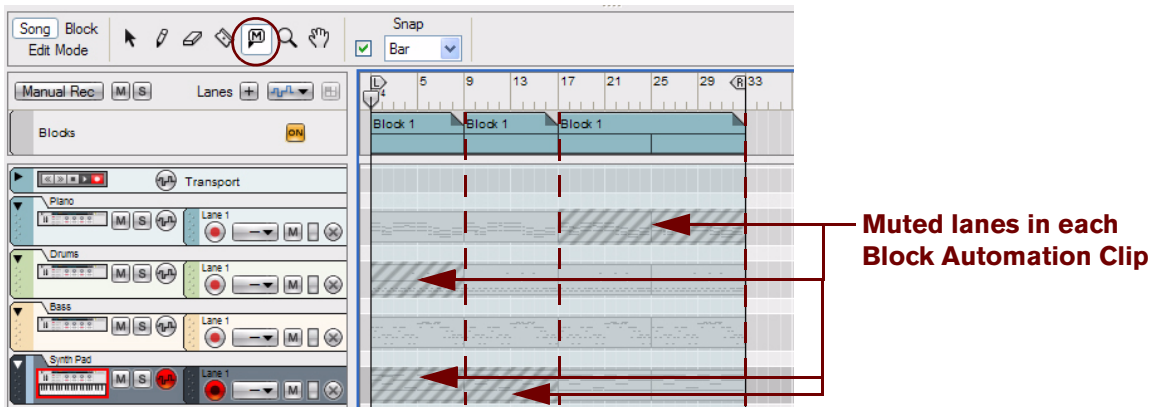 Song Block
Edit Mode
M
Snap
Bar
Manual Rec M S Lanes +
L 5 9 13 17 21 25 29 R 33
4
Blocks ON
Block 1 Block 1 Block 1
Transport
Piano
M S Lane 1 M
Drums
M S Lane 1 M
Bass
M S Lane 1 M
Synth Pad
M S Lane 1 M
Muted lanes in each
Block Automation Clip